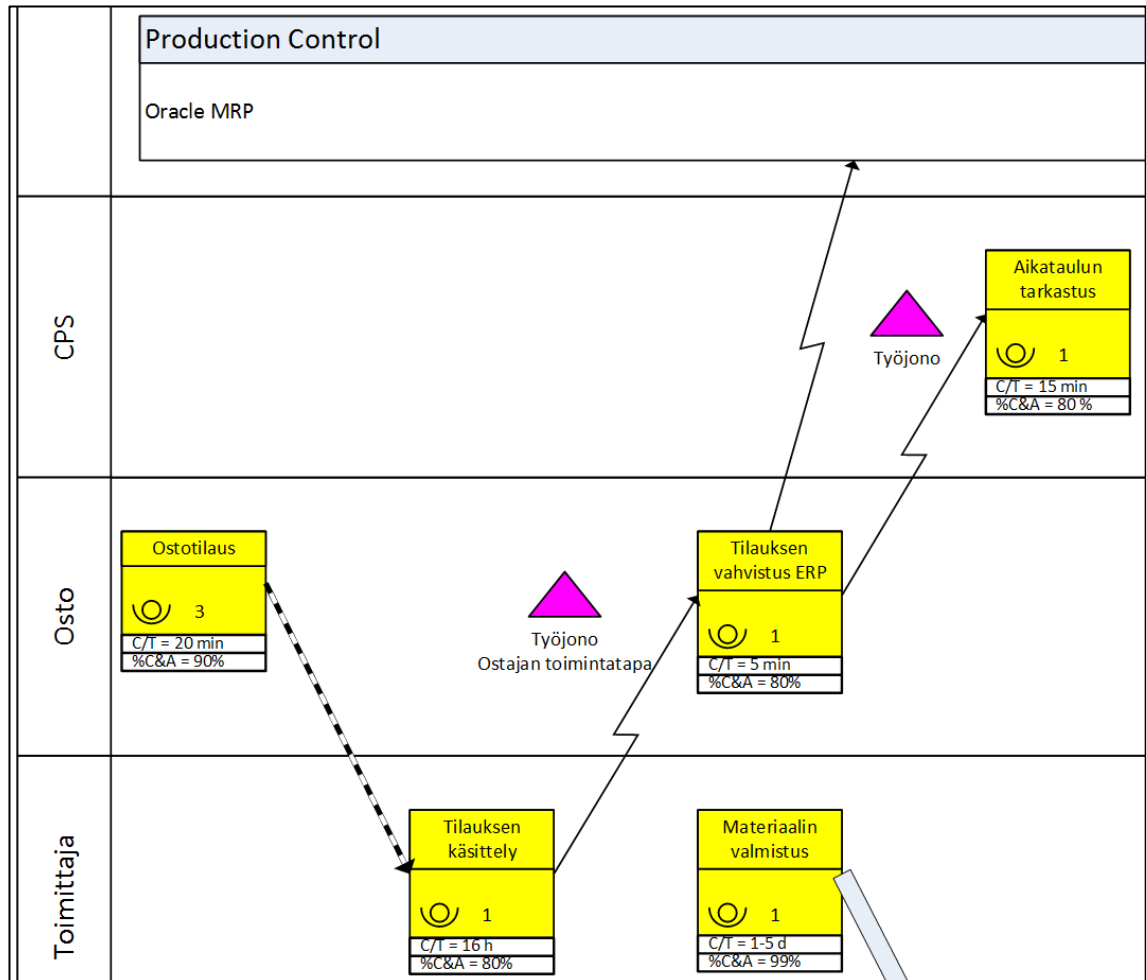 Production Control
Oracle MRP
CPS
Aikataulun
tarkastus
1
C/T = 15 min
%C&A = 80 %
Työjono
Osto
Ostotilaus
3
C/T = 20 min
%C&A = 90%
Työjono
Ostajan toimintatapa
Tilauksen
vahvistus ERP
1
C/T = 5 min
%C&A = 80%
Toimittaja
Tilauksen
käsittely
1
C/T = 16 h
%C&A = 80%
Materiaalin
valmistus
1
C/T = 1-5 d
%C&A = 99%